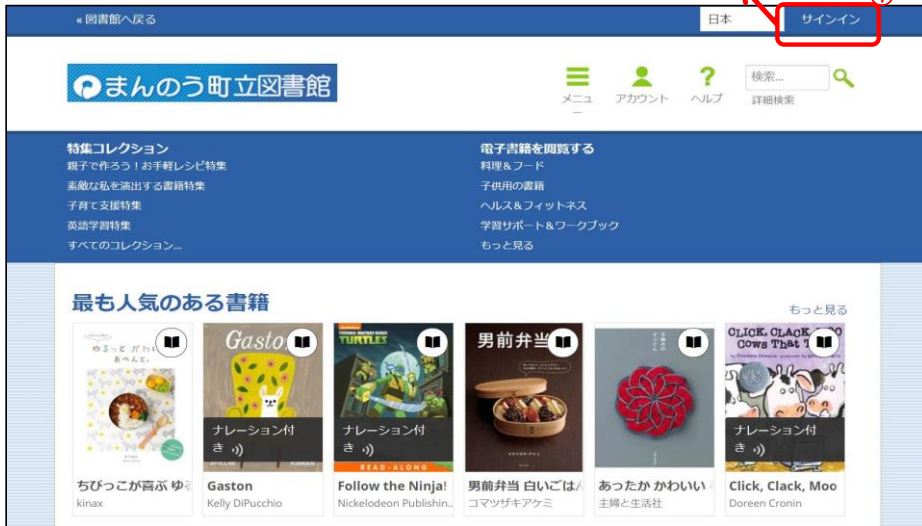 ①
« 図書館へ戻る
日本
サインイン
まんのう町立図書館
メニュー
アカウント
ヘルプ
検索...
詳細検索
特集コレクション
親子で作ろう！お手軽レシピ特集
素敵な私を演出する書籍特集
子育て支援特集
英語学習特集
すべてのコレクション...
電子書籍を閲覧する
料理&フード
子供用の書籍
ヘルス&フィットネス
学習サポート&ワークブック
もっと見る
最も人気のある書籍
もっと見る
Gasto
ナレーション付
き
TURTLES
ナレーション付
き
READ-ALONG
男前弁当
CLICK, CLACK
Cows That
ナレーション付
き
ちびっこが喜ぶ ゆ
kinax
Gaston
Kelly DiPucchio
Follow the Ninja!
Nickelodeon Publishin..
男前弁当 白いごは
コマツザキアケミ
あったか かわいい
主婦と生活社
Click, Clack, Moo
Doreen Cronin